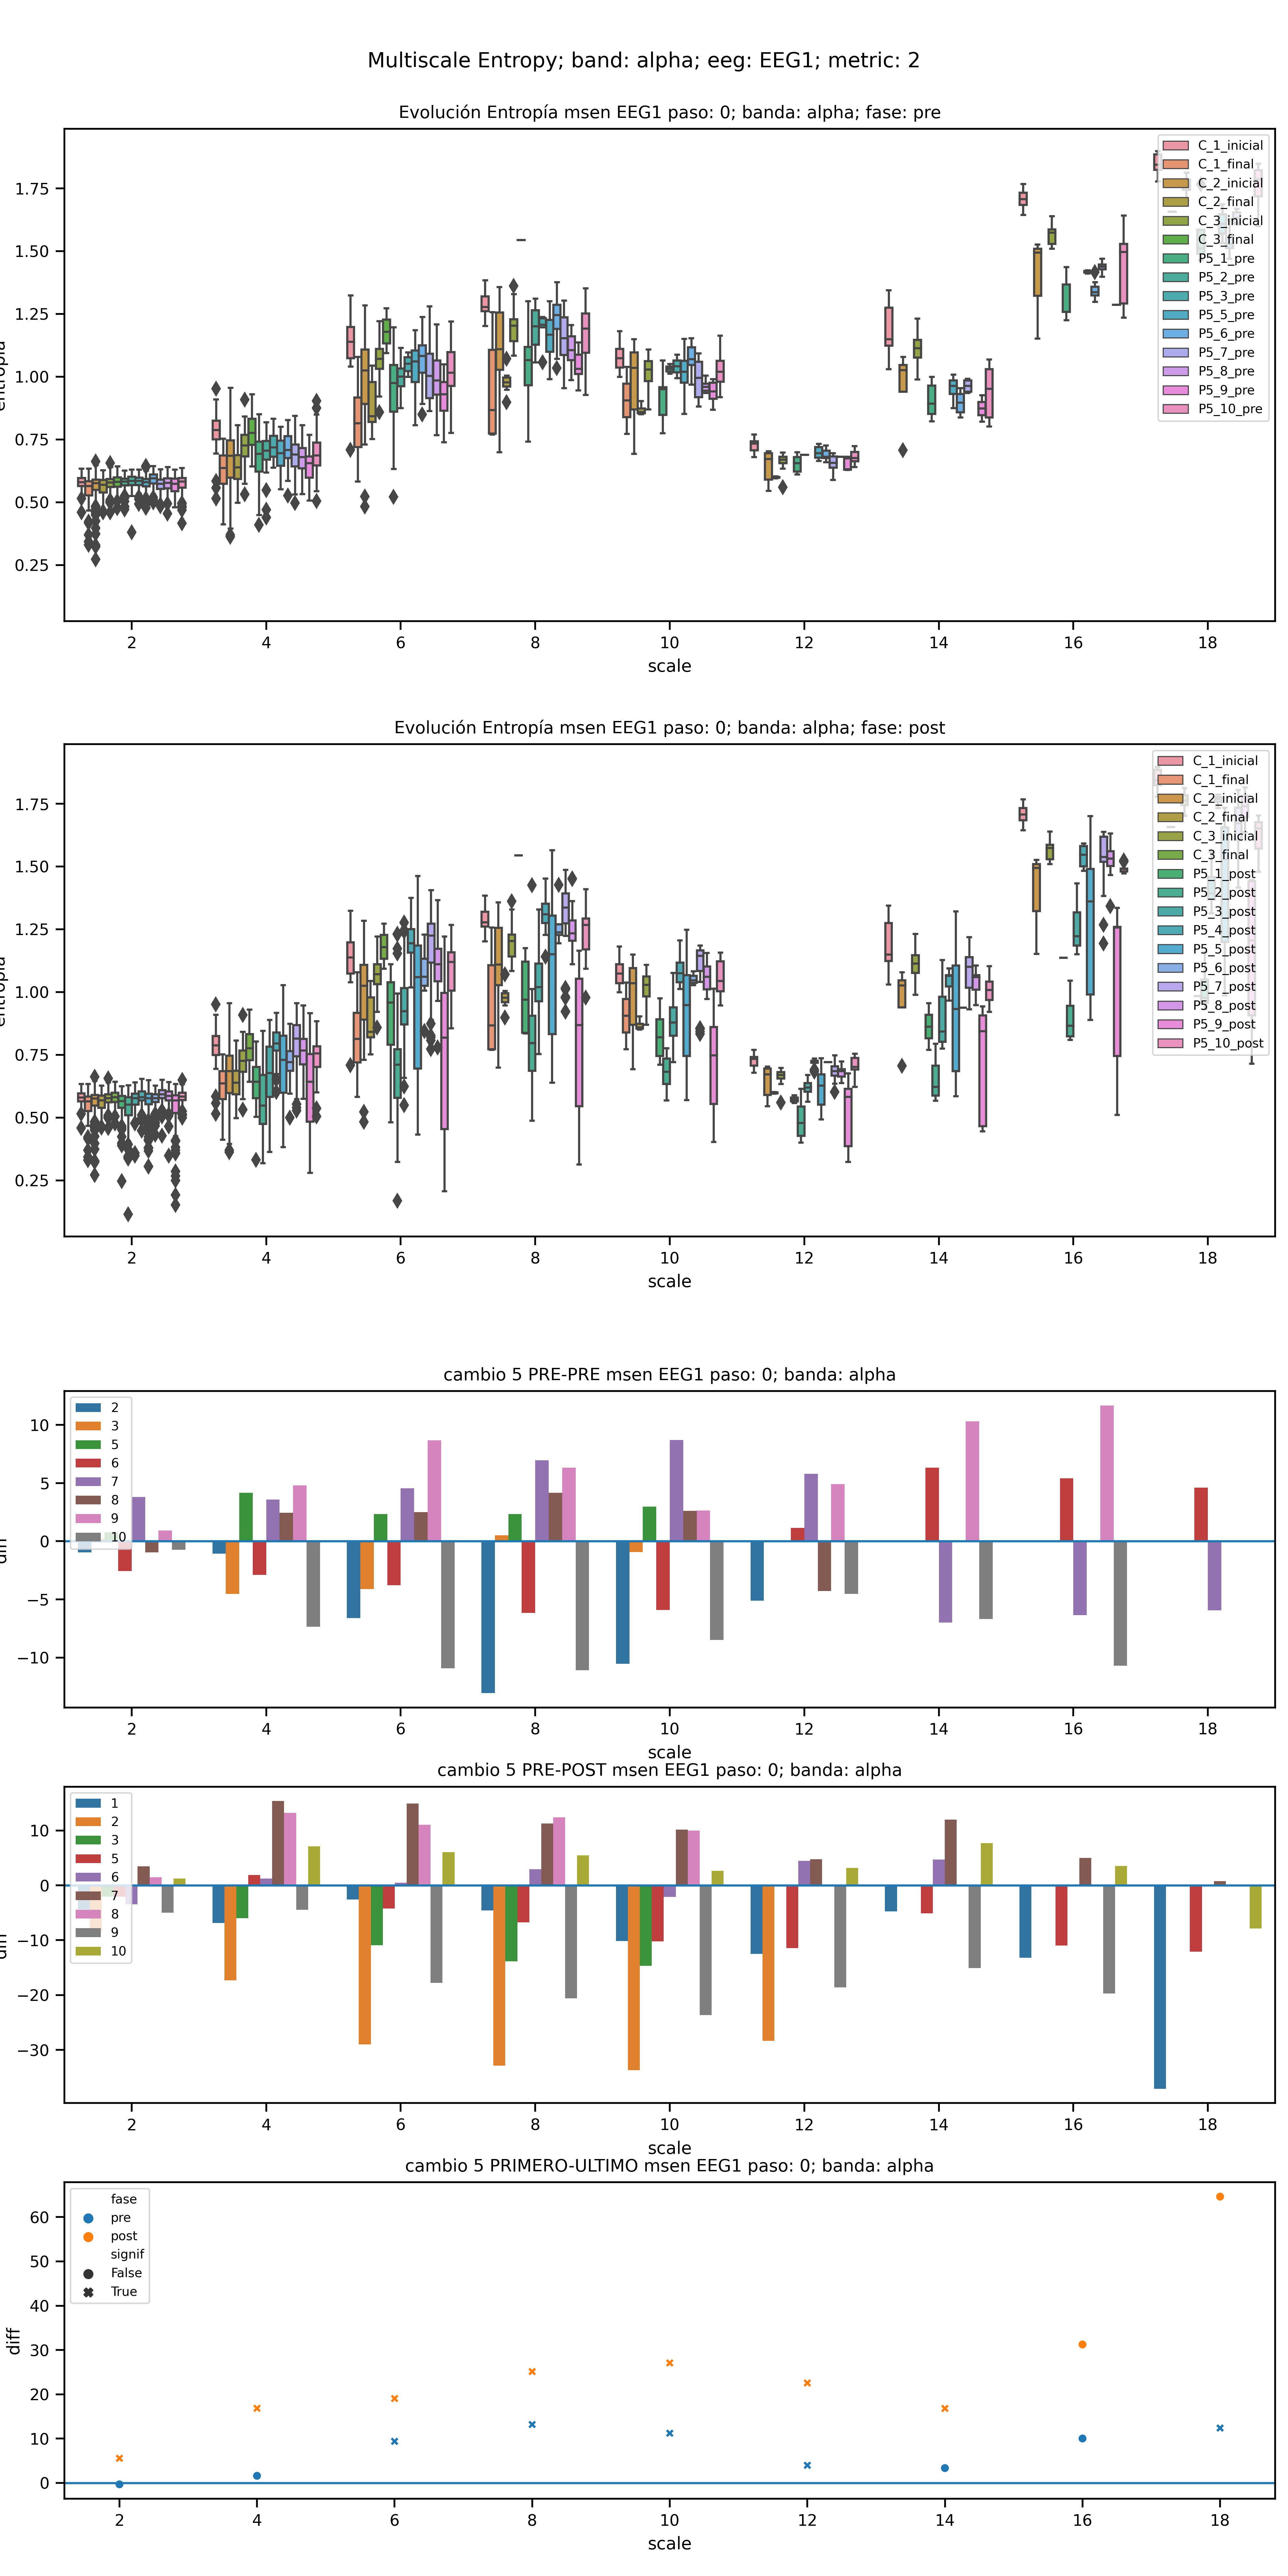 Multiscale Entropy; band: alpha; eeg: EEG1; metric: 2
Evolución Entropía msen EEG1 paso: 0; banda: alpha; fase: pre
C_1_inicial
C_1_final
C_2_inicial
C_2_final
C_3_inicial
C_3_final
P5_1_pre
P5_2_pre
P5_3_pre
P5_5_pre
P5_6_pre
P5_7_pre
P5_8_pre
P5_9_pre
P5_10_pre
1.75
1.50
1.25
1.00
0.75
0.50
0.25
entropia
2 4 6 8 10 12 14 16 18
scale
Evolución Entropía msen EEG1 paso: 0; banda: alpha; fase: post
C_1_inicial
C_1_final
C_2_inicial
C_2_final
C_3_inicial
C_3_final
P5_1_post
P5_2_post
P5_3_post
P5_4_post
P5_5_post
P5_6_post
P5_7_post
P5_8_post
P5_9_post
P5_10_post
1.75
1.50
1.25
1.00
0.75
0.50
0.25
entropia
2 4 6 8 10 12 14 16 18
scale
cambio 5 PRE-PRE msen EEG1 paso: 0; banda: alpha
2
3
5
6
7
8
9
10
10
5
0
−5
−10
diff
2 4 6 8 10 12 14 16 18
scale
cambio 5 PRE-POST msen EEG1 paso: 0; banda: alpha
1
2
3
5
6
7
8
9
10
10
0
−10
−20
−30
diff
2 4 6 8 10 12 14 16 18
scale
cambio 5 PRIMERO-ULTIMO msen EEG1 paso: 0; banda: alpha
fase
pre
post
signif
False
True
60
50
40
30
20
10
0
diff
2 4 6 8 10 12 14 16 18
scale